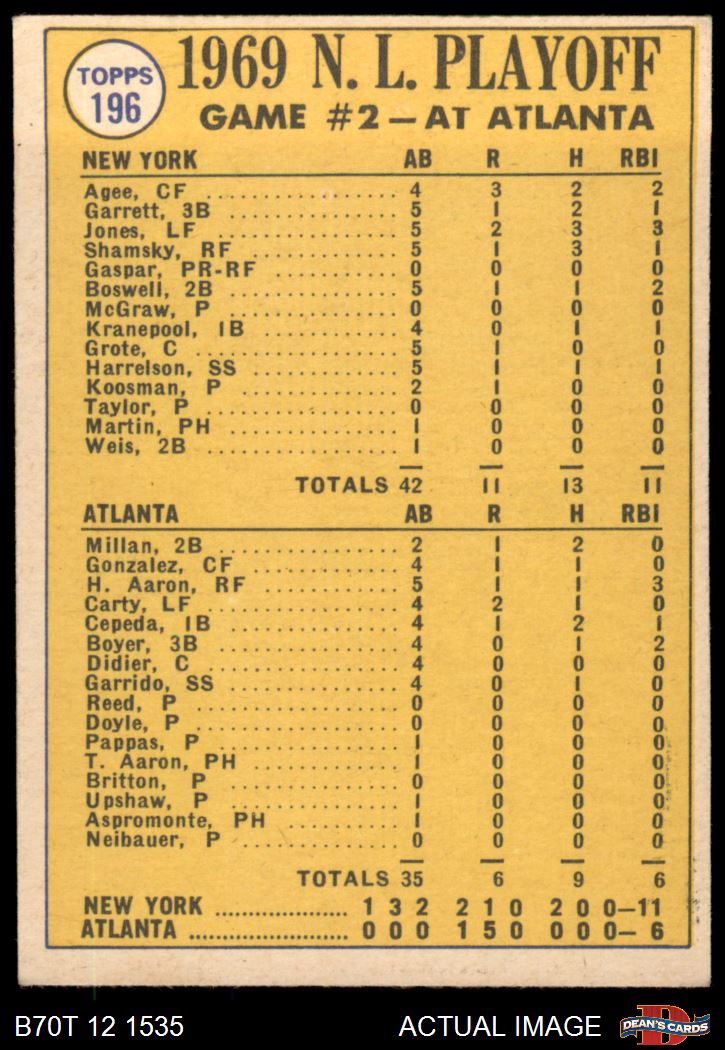 TOPPS
196
1969 N. L. PLAYOFF
GAME #2 — AT ATLANTA
NEW YORK AB R H RBI
Agee, CF .................. 4 3 2 2
Garrett, 3B ................ 5 1 2 1
Jones, LF .................. 5 2 3 3
Shamsky, RF .............. 5 1 3 1
Gaspar, PR-RF ............ 0 0 0 0
Boswell, 2B ................ 5 1 1 2
McGraw, P ................ 0 0 0 0
Kranepool, 1B .............. 4 0 1 1
Grote, C .................. 5 1 0 0
Harrelson, SS .............. 5 1 1 1
Koosman, P ................ 2 1 0 0
Taylor, P .................. 0 0 0 0
Martin, PH ................ 1 0 0 0
Weis, 2B .................. 1 0 0 0
TOTALS 42 11 13 11
ATLANTA AB R H RBI
Millan, 2B ................ 2 1 2 0
Gonzalez, CF .............. 4 1 1 0
H. Aaron, RF .............. 5 1 1 3
Carty, LF .................. 4 2 1 0
Cepeda, 1B ................ 4 1 2 1
Boyer, 3B .................. 4 0 1 2
Didier, C .................. 4 0 0 0
Garrido, SS ................ 4 0 1 0
Reed, P .................. 0 0 0 0
Doyle, P .................. 0 0 0 0
Pappas, P ................ 1 0 0 0
T. Aaron, PH .............. 1 0 0 0
Britton, P ................ 0 0 0 0
Upshaw, P ................ 1 0 0 0
Aspromonte, PH .......... 1 0 0 0
Neibauer, P .............. 0 0 0 0
TOTALS 35 6 9 6
NEW YORK .................... 1 3 2 2 1 0 2 0 0—11
ATLANTA ........................ 0 0 0 1 5 0 0 0 0— 6
B70T 12 1535 ACTUAL IMAGE
D
DEAN'S CARDS